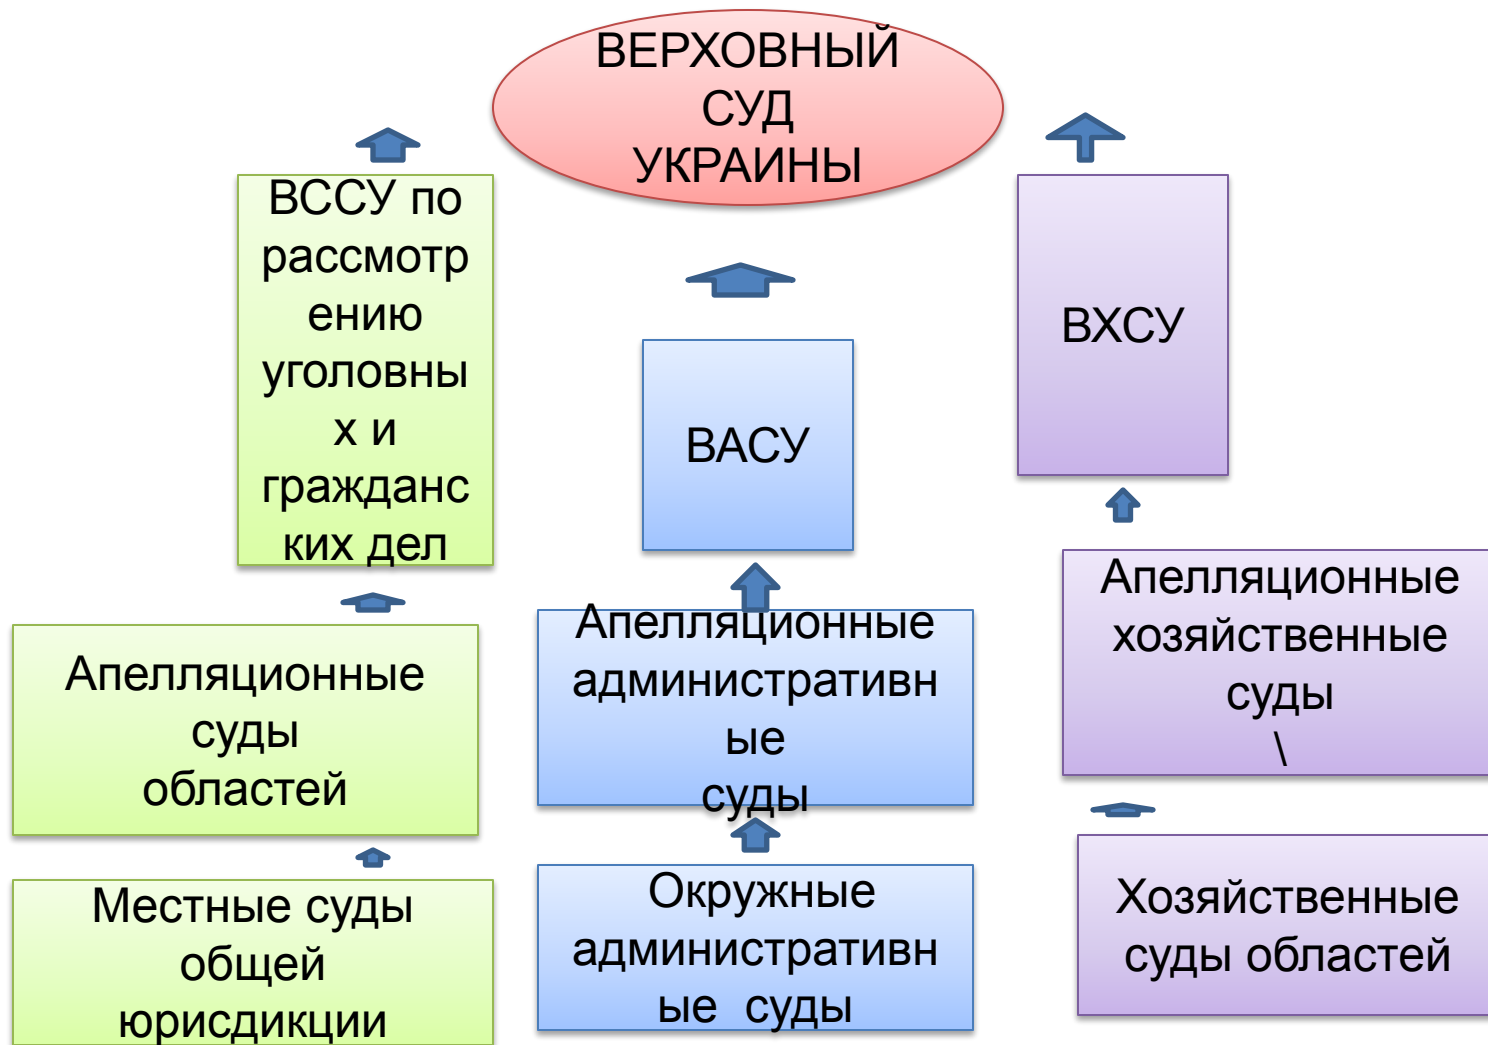 ВЕРХОВНЫЙ
СУД
УКРАИНЫ
ВССУ по
рассмотр
ению
уголовны
х и
гражданс
ких дел
ВАСУ
ВХСУ
Апелляционные
суды
областей
Апелляционные
административн
ые
суды
Апелляционные
хозяйственные
суды
\
Местные суды
общей
юрисдикции
Окружные
административн
ые суды
Хозяйственные
суды областей